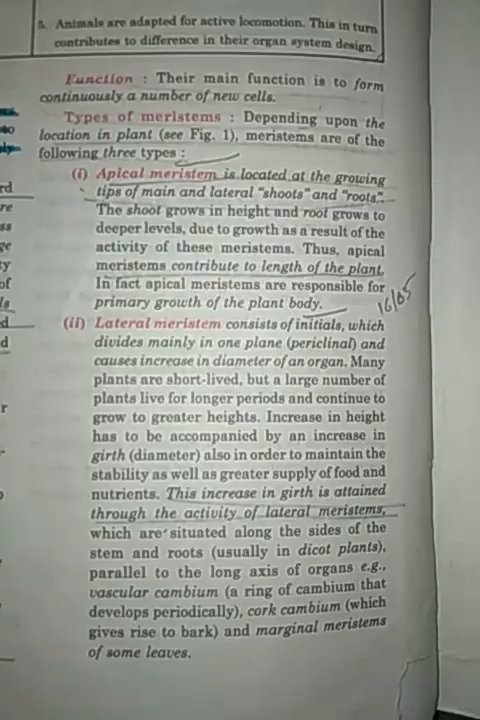 5. Animals are adapted for active locomotion. This in turn
contributes to difference in their organ system design.
Function : Their main function is to form
continuously a number of new cells.
Types of meristems : Depending upon the
location in plant (see Fig. 1), meristems are of the
following three types :
(i) Apical meristem is located at the growing
tips of main and lateral "shoots" and "roots".
The shoot grows in height and root grows to
deeper levels, due to growth as a result of the
activity of these meristems. Thus, apical
meristems contribute to length of the plant.
In fact apical meristems are responsible for
primary growth of the plant body.
16/05
(ii) Lateral meristem consists of initials, which
divides mainly in one plane (periclinal) and
causes increase in diameter of an organ. Many
plants are short-lived, but a large number of
plants live for longer periods and continue to
grow to greater heights. Increase in height
has to be accompanied by an increase in
girth (diameter) also in order to maintain the
stability as well as greater supply of food and
nutrients. This increase in girth is attained
through the activity of lateral meristems,
which are situated along the sides of the
stem and roots (usually in dicot plants),
parallel to the long axis of organs e.g.,
vascular cambium (a ring of cambium that
develops periodically), cork cambium (which
gives rise to bark) and marginal meristems
of some leaves.